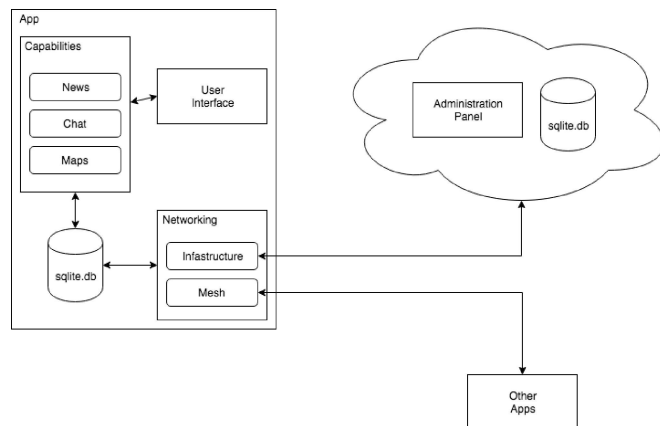 App
Capabilities
News
Chat
Maps
User
Interface
sqlite.db
Networking
Infastructure
Mesh
Administration
Panel
sqlite.db
Other
Apps